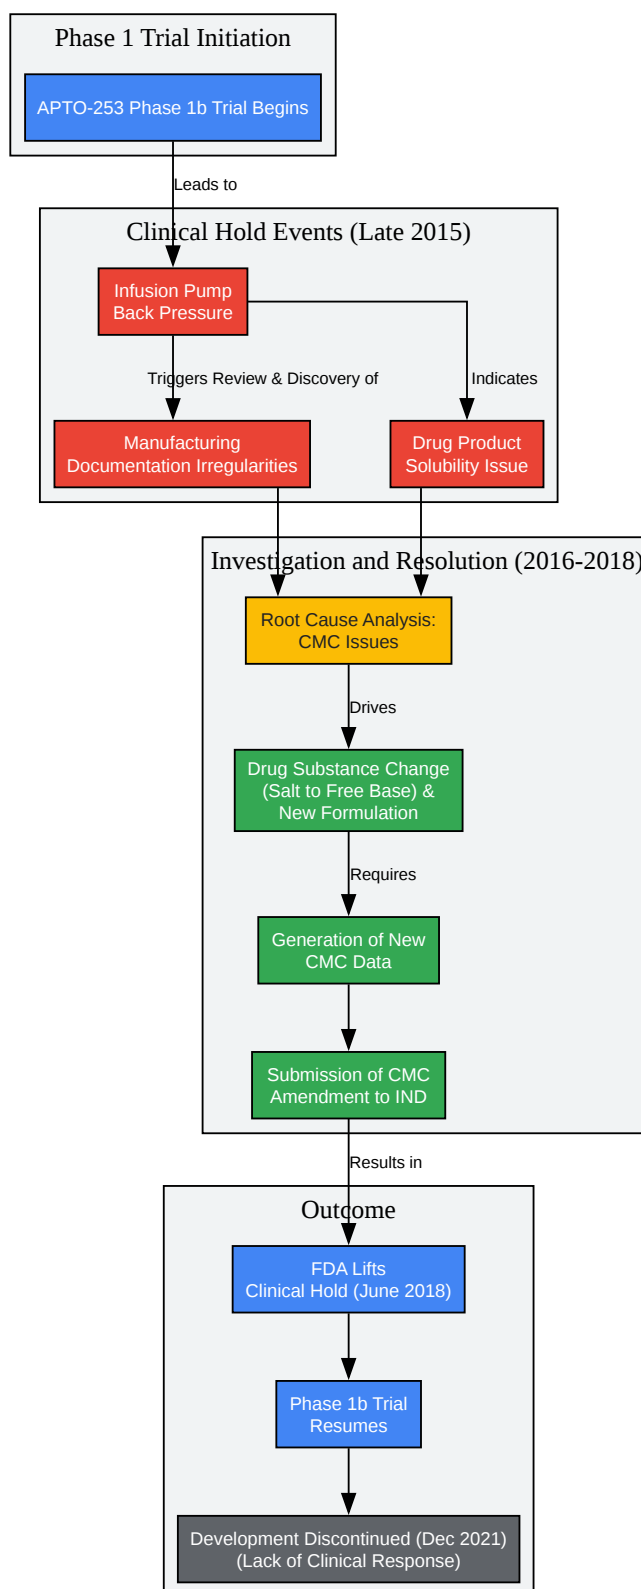 Phase 1 Trial Initiation
APTO-253 Phase 1b Trial Begins
Leads to
Clinical Hold Events (Late 2015)
Infusion Pump
Back Pressure
Triggers Review & Discovery of
Indicates
Manufacturing
Documentation Irregularities
Drug Product
Solubility Issue
Investigation and Resolution (2016-2018)
Root Cause Analysis:
CMC Issues
Drives
Drug Substance Change
(Salt to Free Base) &
New Formulation
Requires
Generation of New
CMC Data
Submission of CMC
Amendment to IND
Results in
Outcome
FDA Lifts
Clinical Hold (June 2018)
Phase 1b Trial
Resumes
Development Discontinued (Dec 2021)
(Lack of Clinical Response)